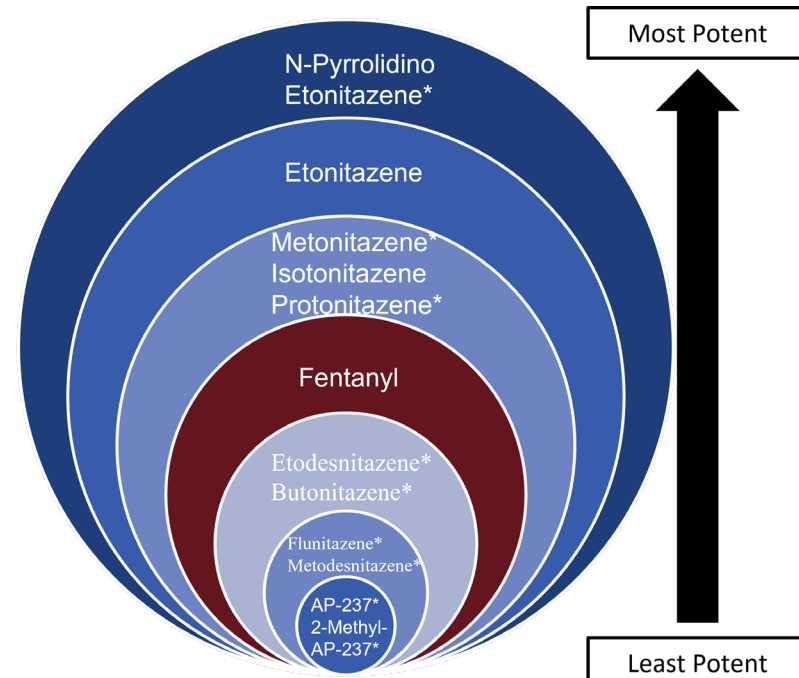 Most Potent
N-Pyrrolidino
Etonitazene*
Etonitazene
Metonitazene*
Isotonitazene
Protonitazene*
Fentanyl
Etodesnitazene*
Butonitazene*
Flunitazene*
Metodesnitazene*
AP-237*
2-Methyl-
AP-237*
Least Potent